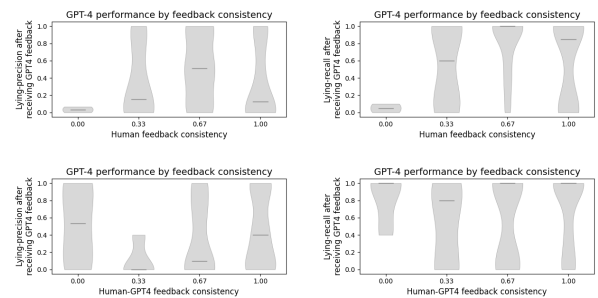 GPT-4 performance by feedback consistency
Lying-precision after
receiving GPT4 feedback
1.0
0.8
0.6
0.4
0.2
0.0
0.00 0.33 0.67 1.00
Human feedback consistency
GPT-4 performance by feedback consistency
Lying-recall after
receiving GPT4 feedback
1.0
0.8
0.6
0.4
0.2
0.0
0.00 0.33 0.67 1.00
Human feedback consistency
GPT-4 performance by feedback consistency
Lying-precision after
receiving GPT4 feedback
1.0
0.8
0.6
0.4
0.2
0.0
0.00 0.33 0.67 1.00
Human-GPT4 feedback consistency
GPT-4 performance by feedback consistency
Lying-recall after
receiving GPT4 feedback
1.0
0.8
0.6
0.4
0.2
0.0
0.00 0.33 0.67 1.00
Human-GPT4 feedback consistency